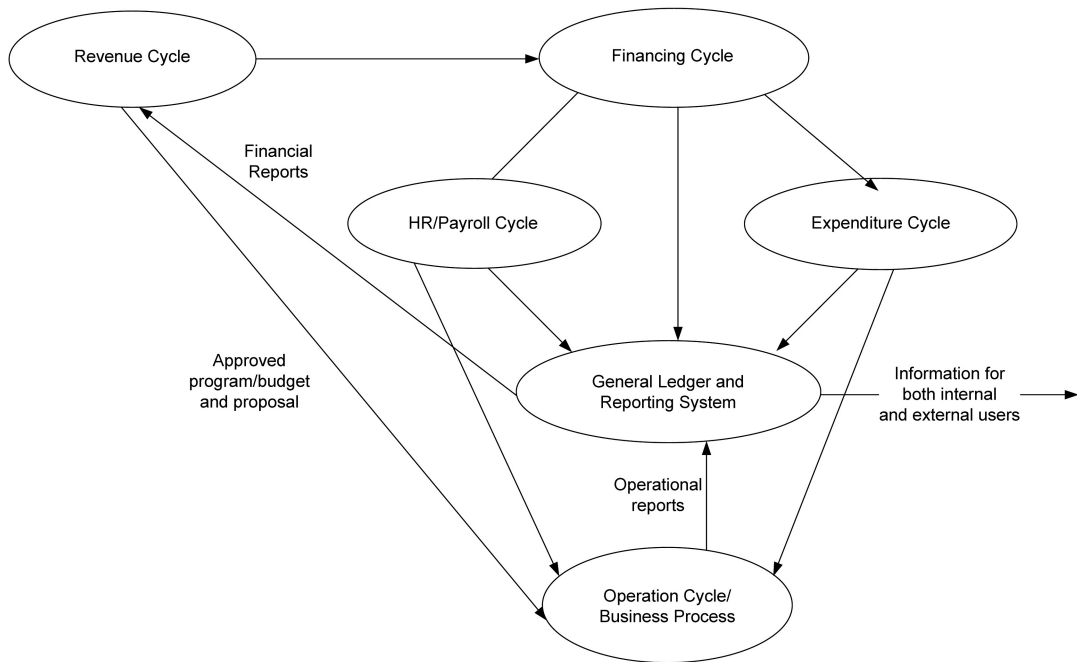 Revenue Cycle
Financing Cycle
Financial
Reports
HR/Payroll Cycle
Expenditure Cycle
Approved
program/budget
and proposal
General Ledger and
Reporting System
Information for
both internal
and external users
Operational
reports
Operation Cycle/
Business Process